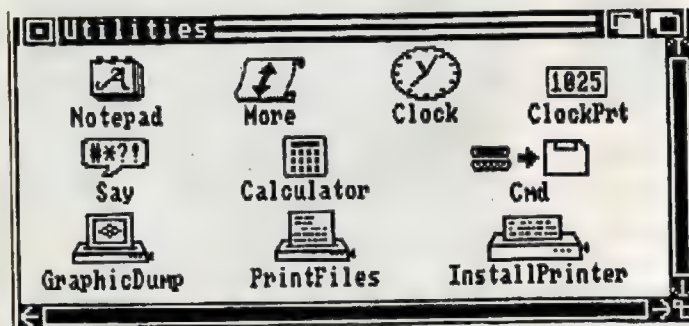 Utilities
1025
Notepad More Clock ClockPrt
#*?!
Say Calculator Cmd
GraphicDump PrintFiles InstallPrinter